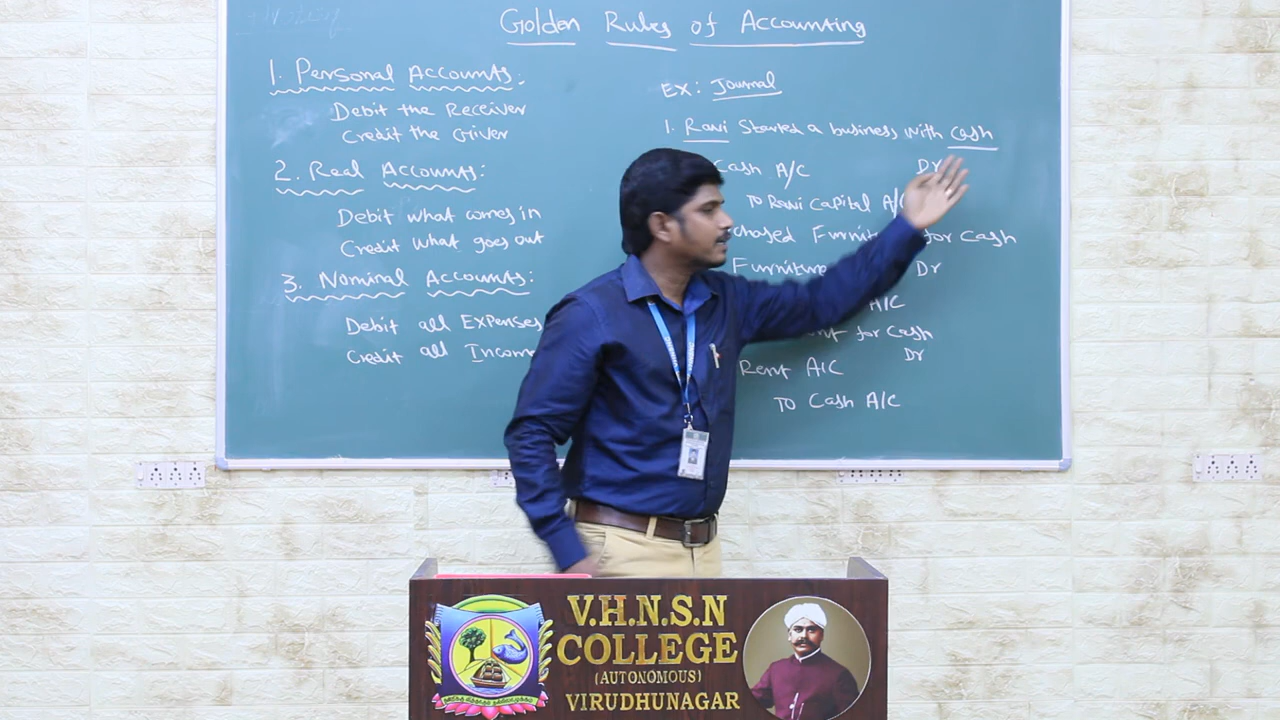 Golden Rules of Accounting
1. Personal Accounts:
Debit the Receiver
Credit the Giver
2. Real Accounts:
Debit what comes in
Credit what goes out
3. Nominal Accounts:
Debit all Expenses
Credit all
EX: Journal
1. Ravi Started a business with cash
Cash A/C Dr
To Ravi Capital A/C
for Cash
Dr
A/C
for Cash
Rent A/C Dr
To Cash A/C
V.H.N.S.N
COLLEGE
(AUTONOMOUS)
VIRUDHUNAGAR